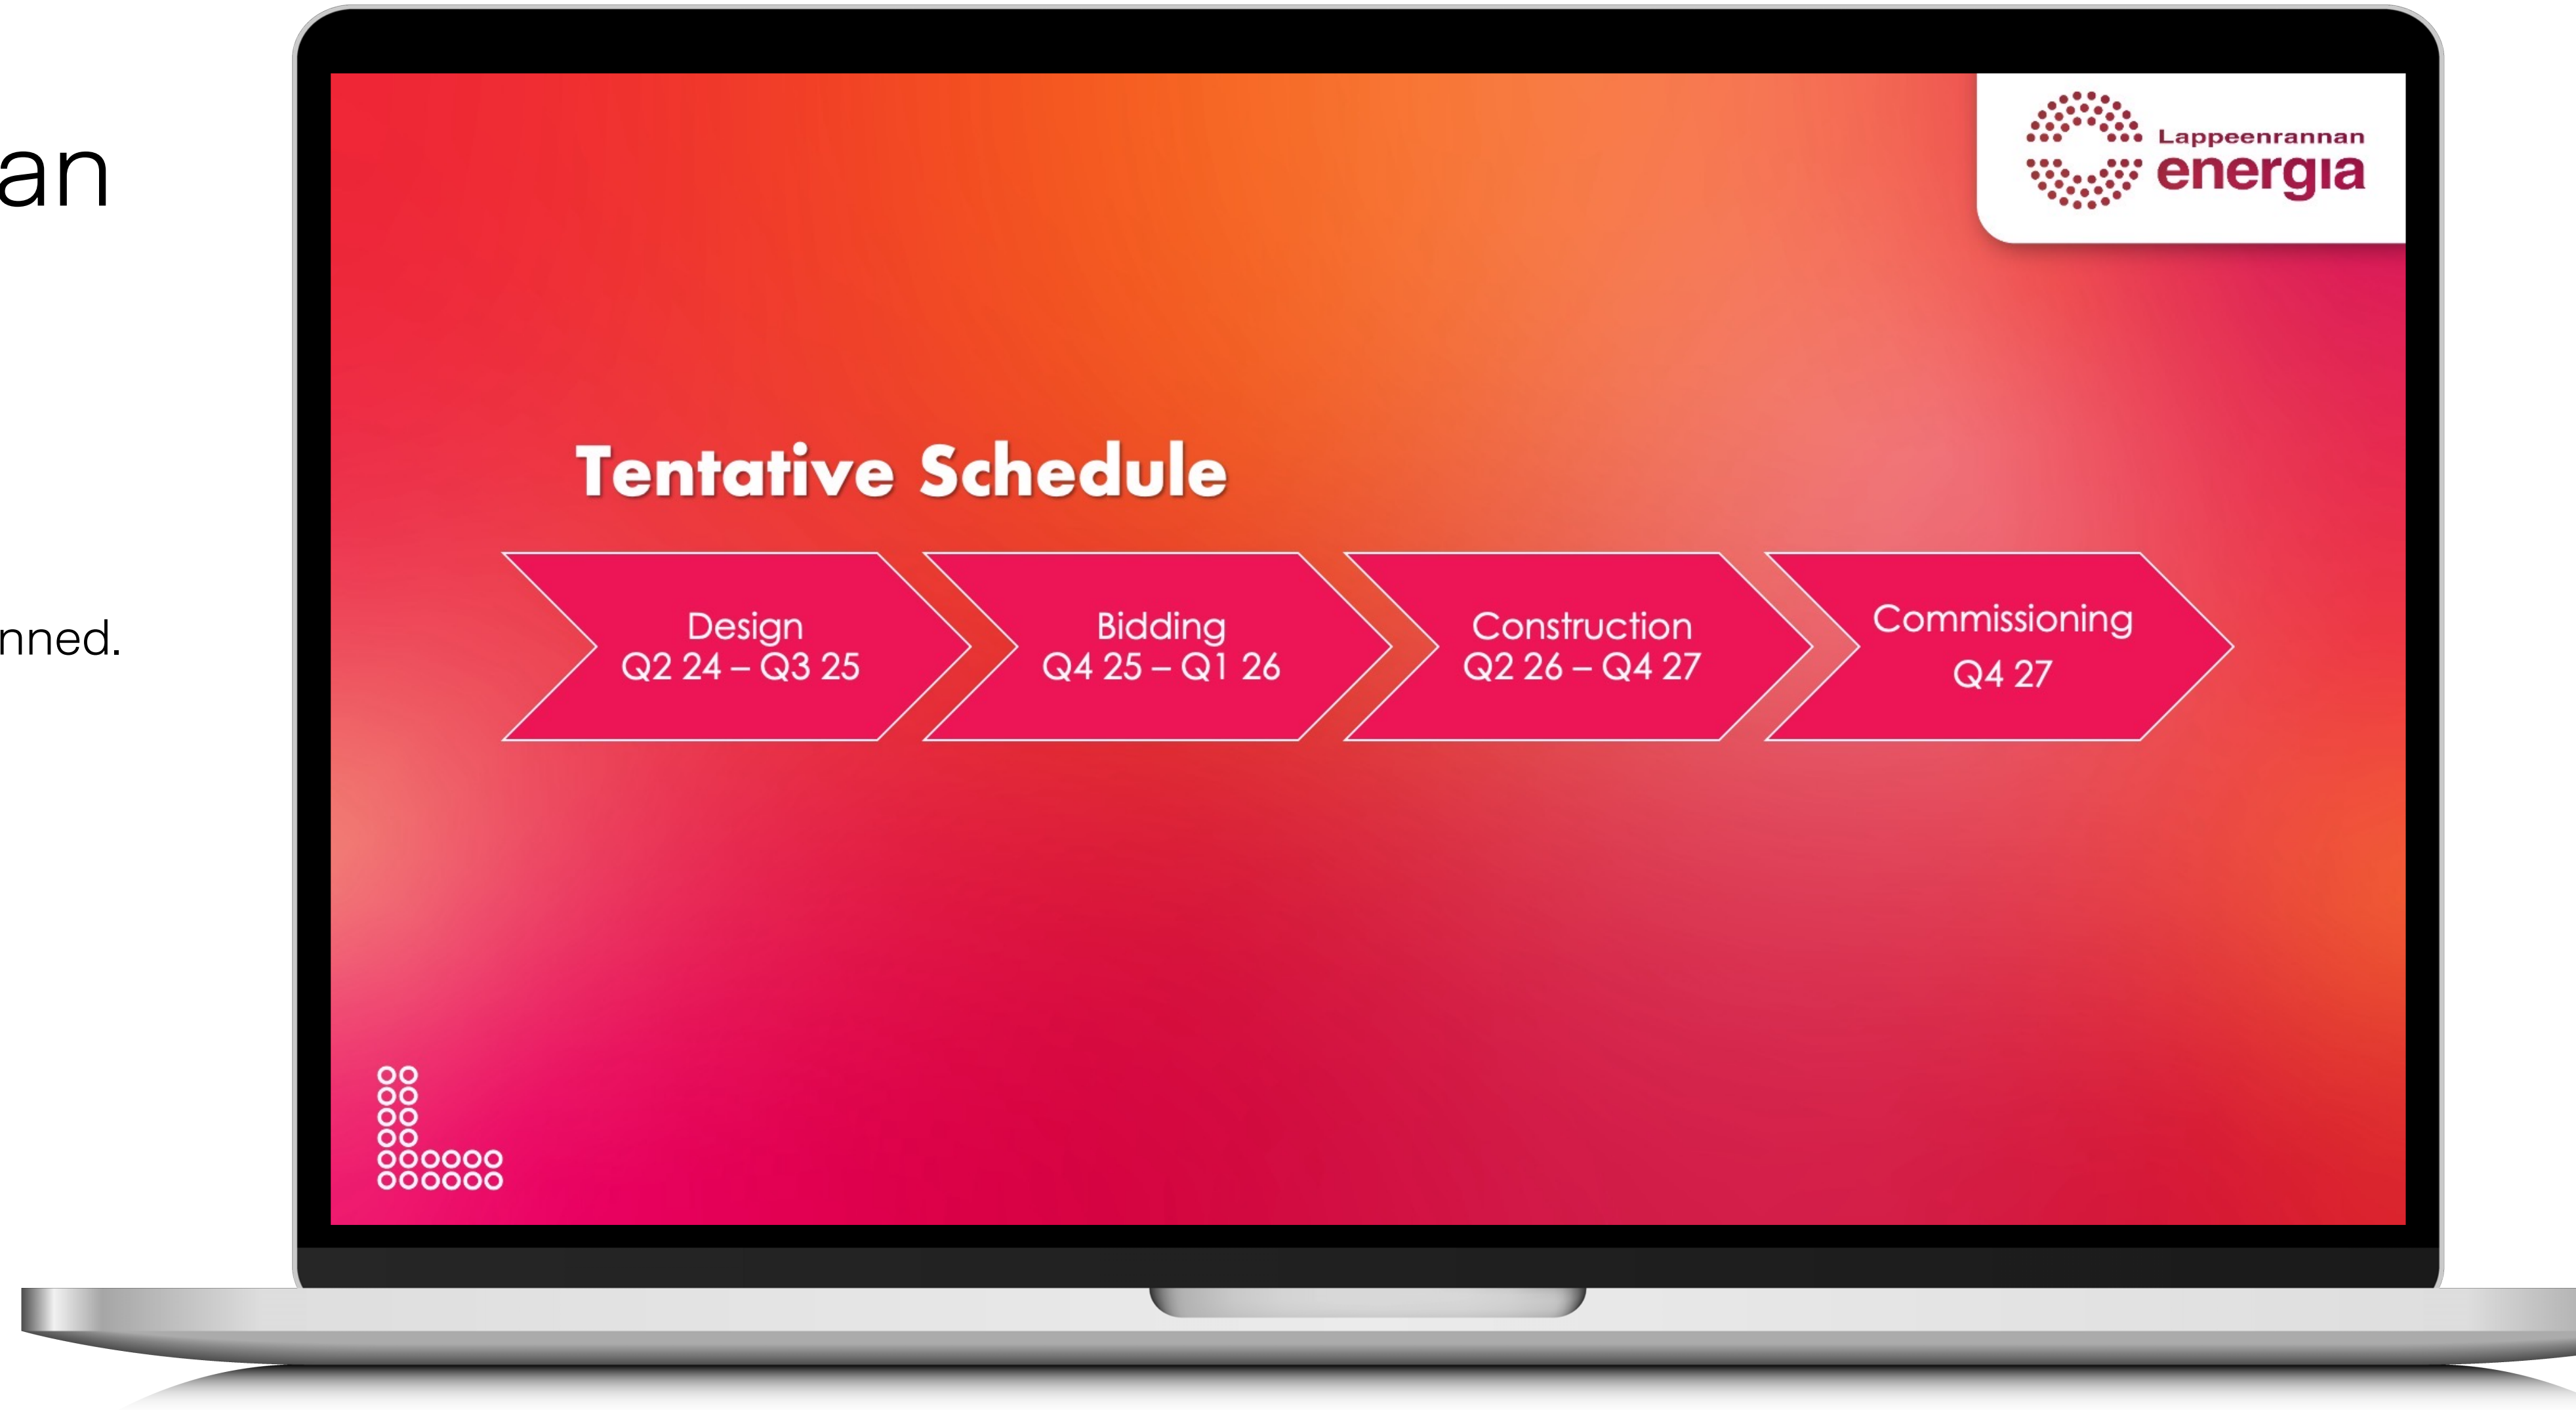 an
nned.
Lappeenrannan
energia
Tentative Schedule
Design
Q2 24 – Q3 25
Bidding
Q4 25 – Q1 26
Construction
Q2 26 – Q4 27
Commissioning
Q4 27